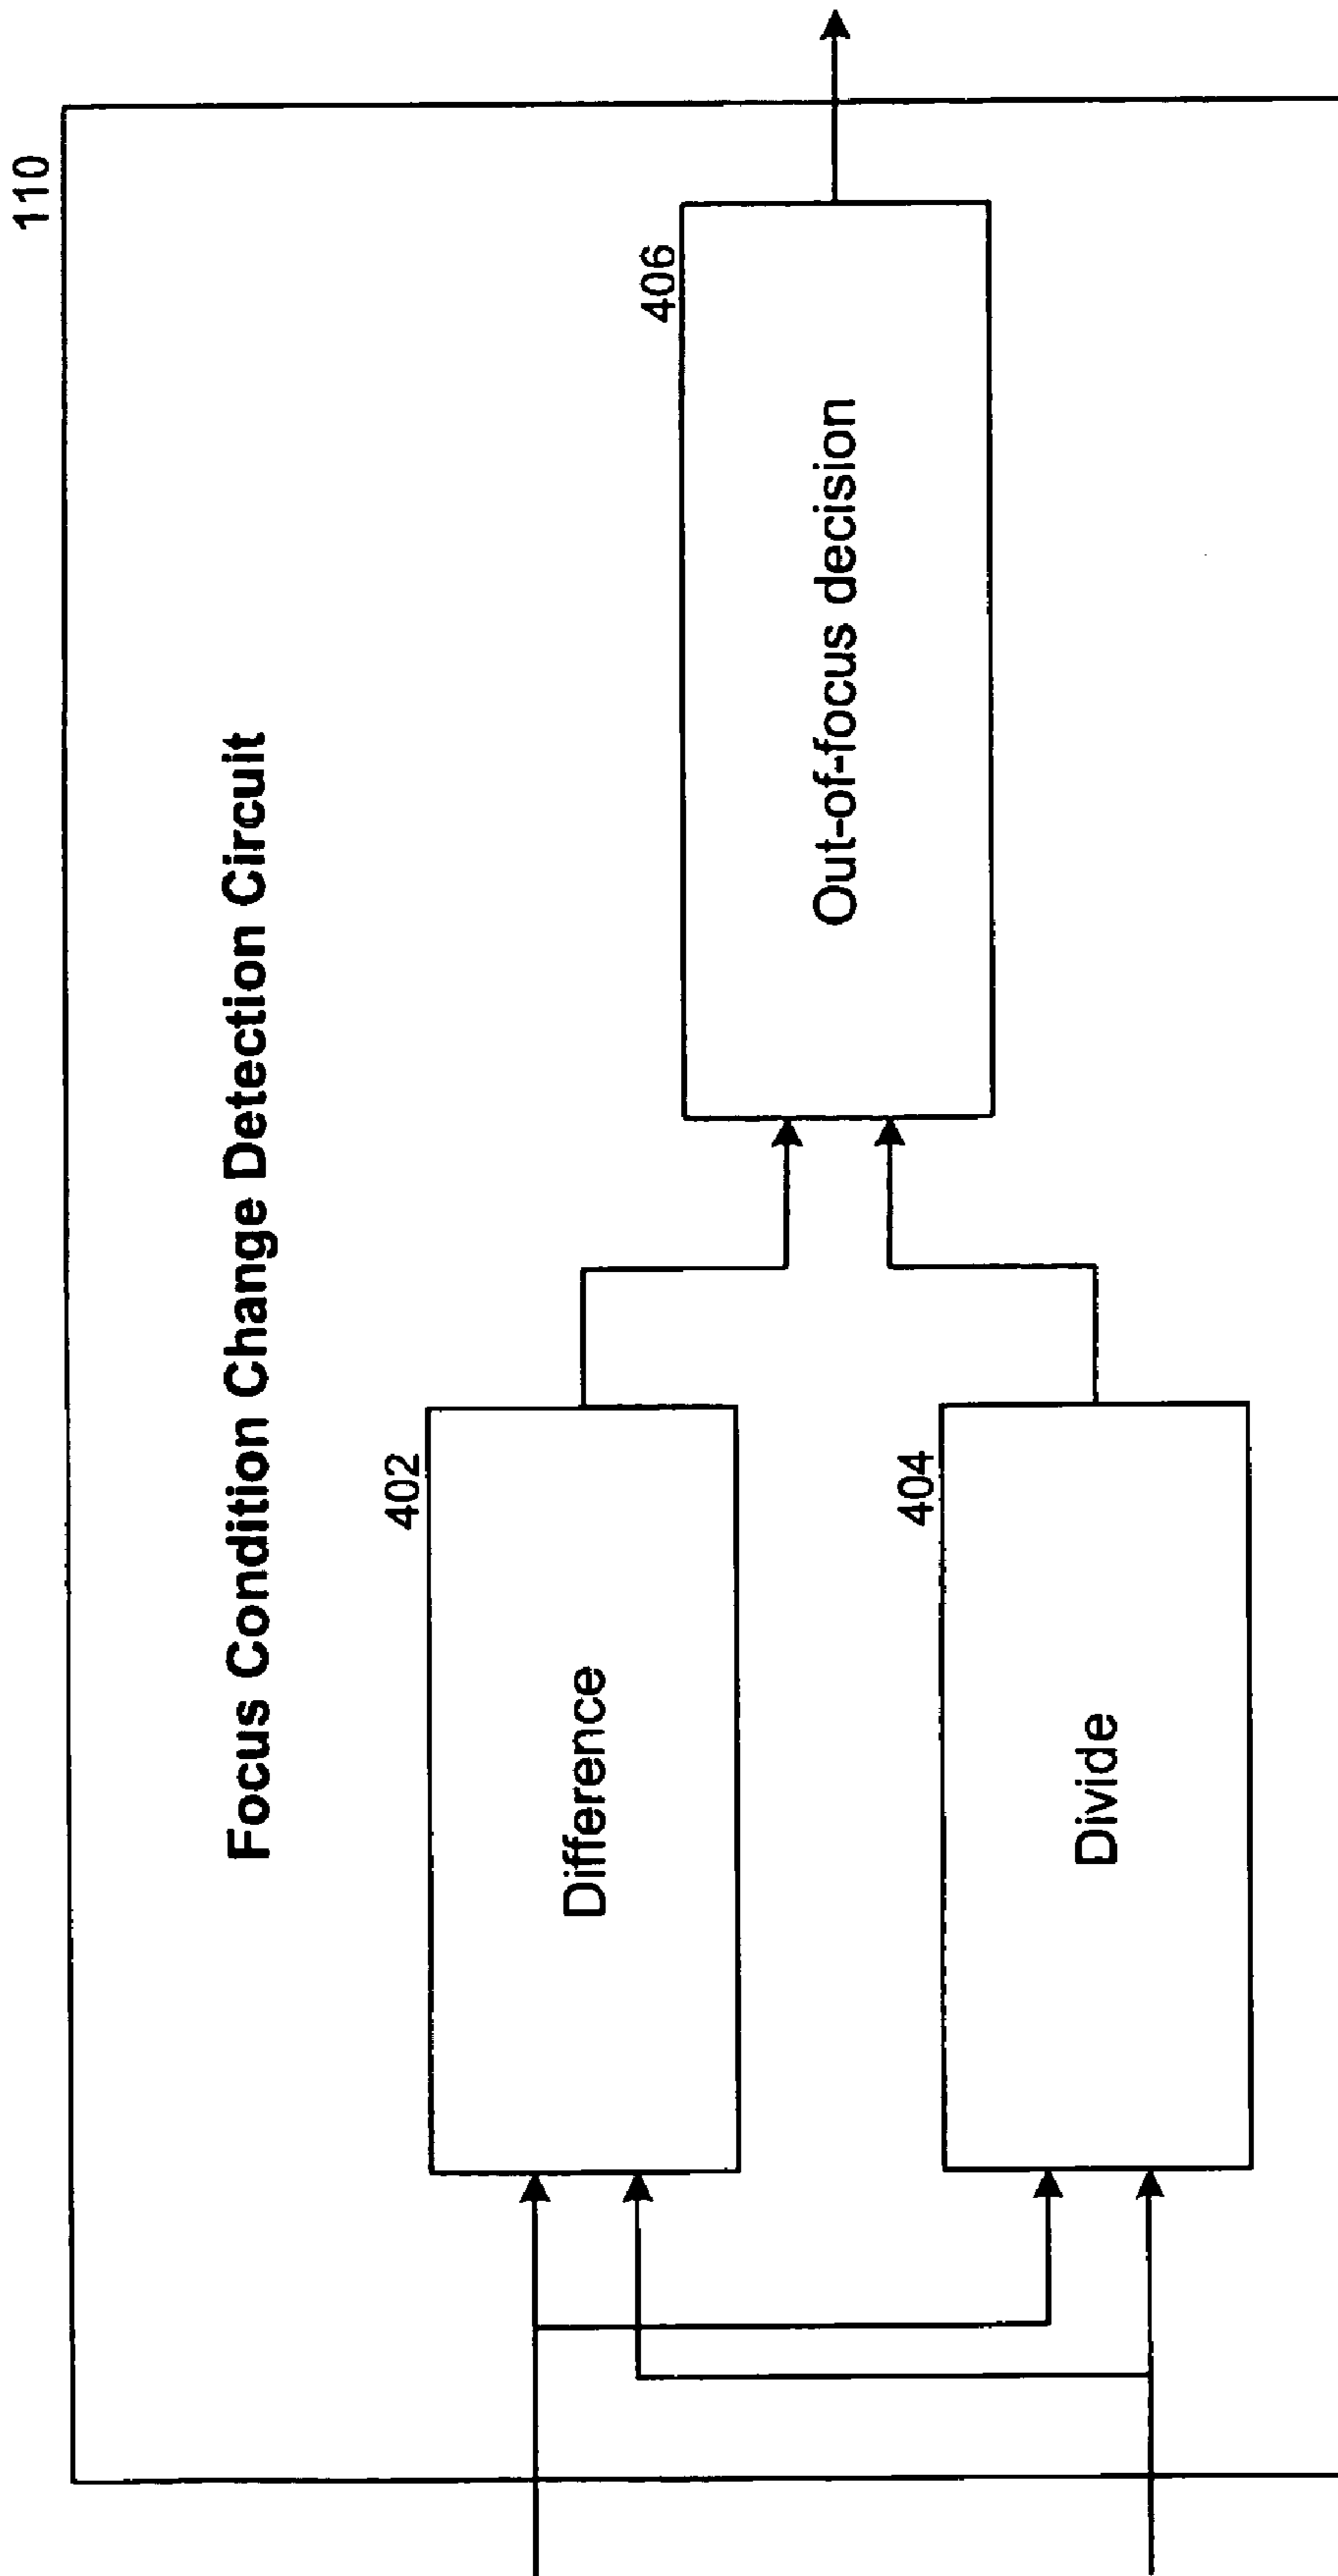 110
Focus Condition Change Detection Circuit
402
Difference
404
Divide
406
Out-of-focus decision